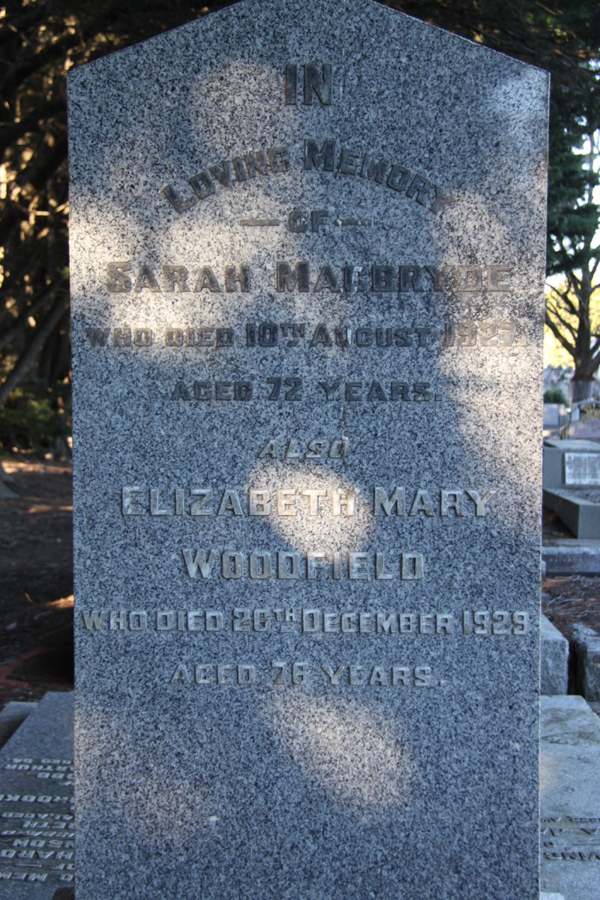 IN
LOVING MEMORY
OF
SARAH MACBRYDE
WHO DIED 10TH AUGUST 1927.
AGED 72 YEARS.
ALSO
ELIZABETH MARY
WOODFIELD
WHO DIED 26TH DECEMBER 1929
AGED 76 YEARS.